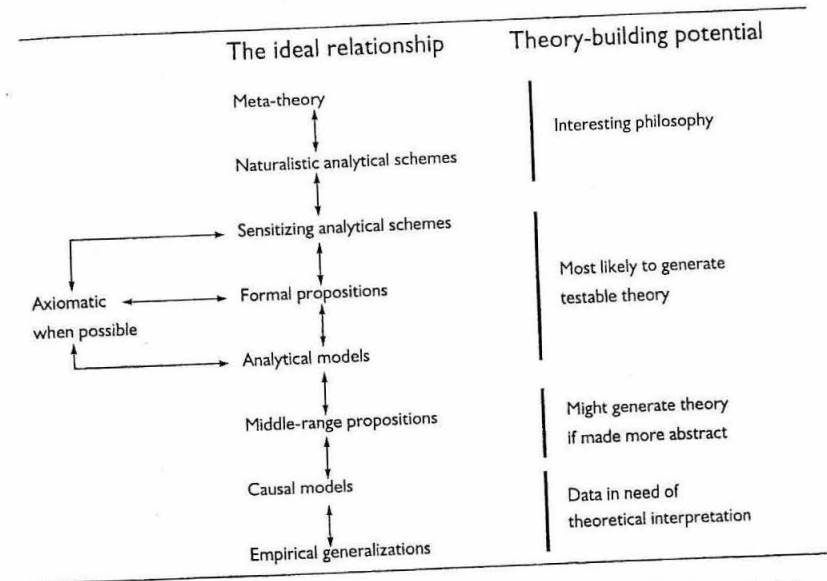 The ideal relationship
Theory-building potential
Meta-theory
Naturalistic analytical schemes
Interesting philosophy
Sensitizing analytical schemes
Formal propositions
Analytical models
Axiomatic
when possible
Most likely to generate
testable theory
Middle-range propositions
Might generate theory
if made more abstract
Causal models
Empirical generalizations
Data in need of
theoretical interpretation